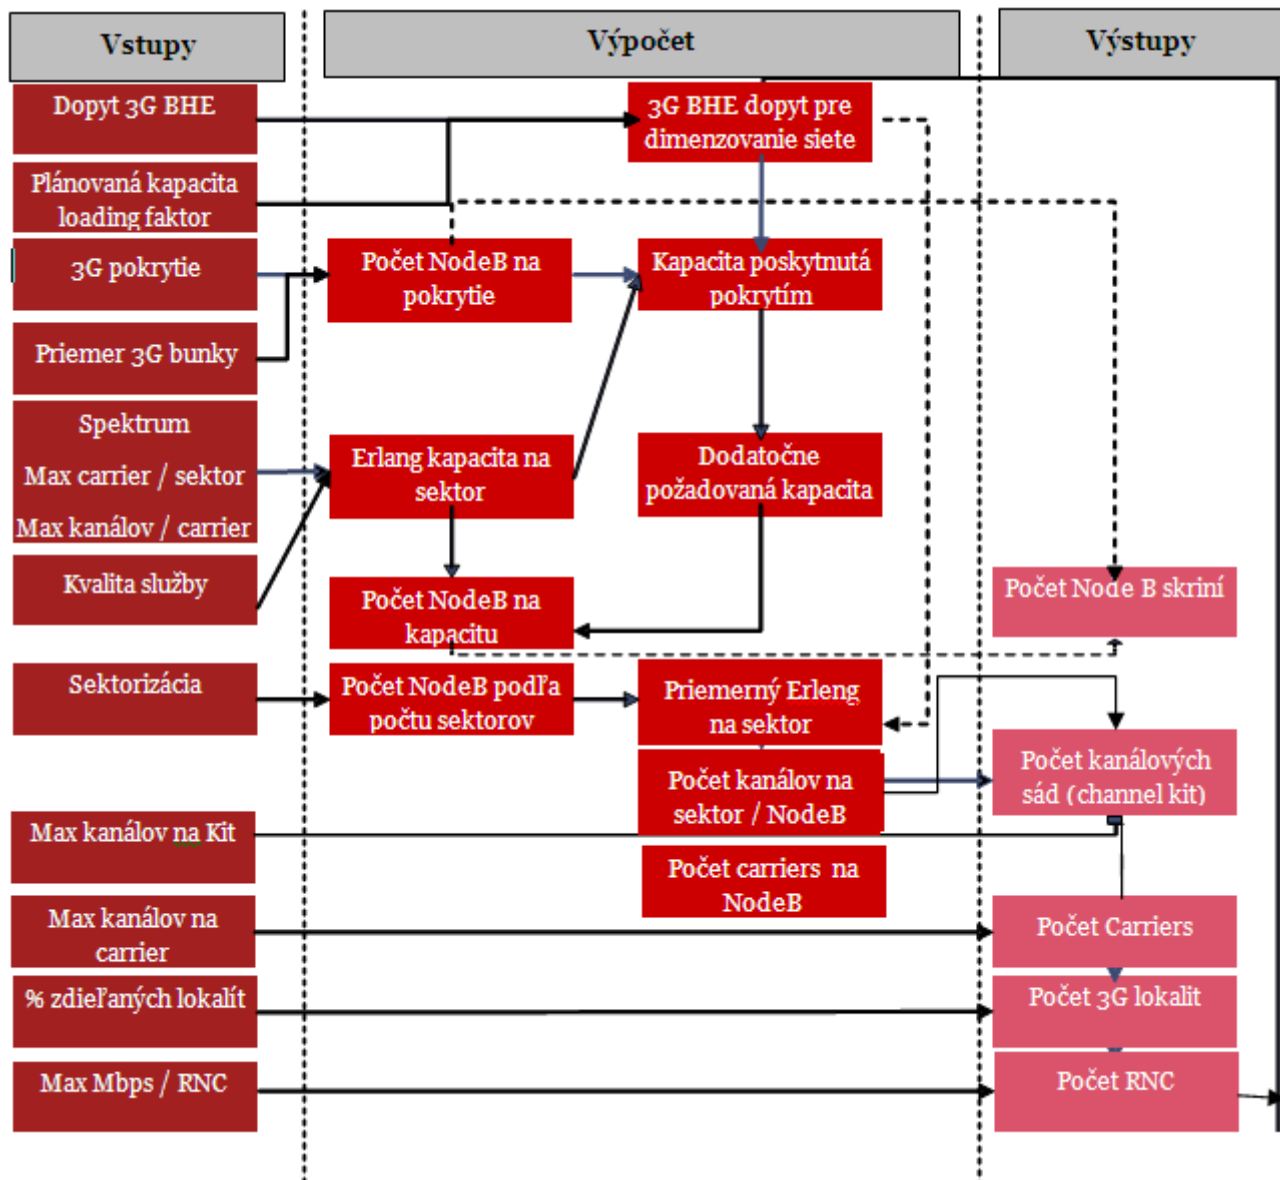 Vstupy
Výpočet
Výstupy
Dopyt 3G BHE
3G BHE dopyt pre
dimenzovanie siete
Plánovaná kapacita
loading faktor
3G pokrytie
Počet NodeB na
pokrytie
Kapacita poskytnutá
pokrytím
Priemer 3G bunky
Spektrum
Max carrier / sektor
Max kanálov / carrier
Erlang kapacita na
sektor
Dodatočne
požadovaná kapacita
Kvalita služby
Počet NodeB na
kapacitu
Počet Node B skriní
Sektorizácia
Počet NodeB podľa
počtu sektorov
Priemerný Erleng
na sektor
Počet kanálov na
sektor / NodeB
Počet kanálových
sád (channel kit)
Max kanálov na Kit
Počet carriers na
NodeB
Max kanálov na
carrier
Počet Carriers
% zdieľaných lokalít
Počet 3G lokalit
Max Mbps / RNC
Počet RNC